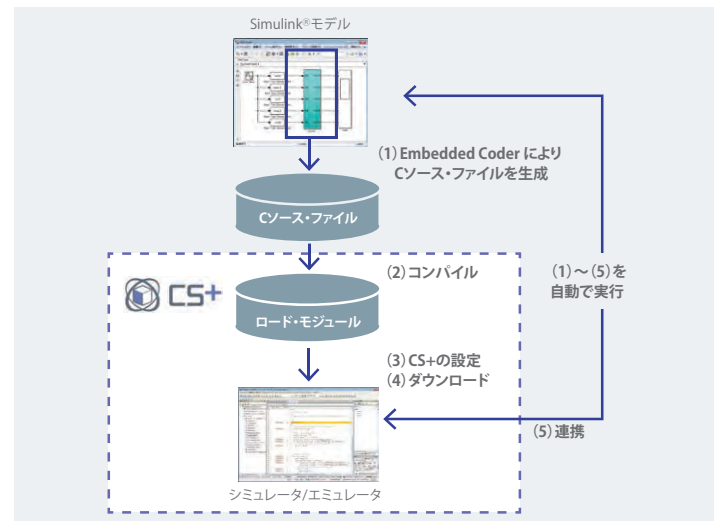 Simulink®モデル
(1)Embedded Coder により
Cソース・ファイルを生成
Cソース・ファイル
CS+
(2)コンパイル
(1)～(5)を
自動で実行
ロード・モジュール
(3)CS+の設定
(4)ダウンロード
(5)連携
シミュレータ/エミュレータ